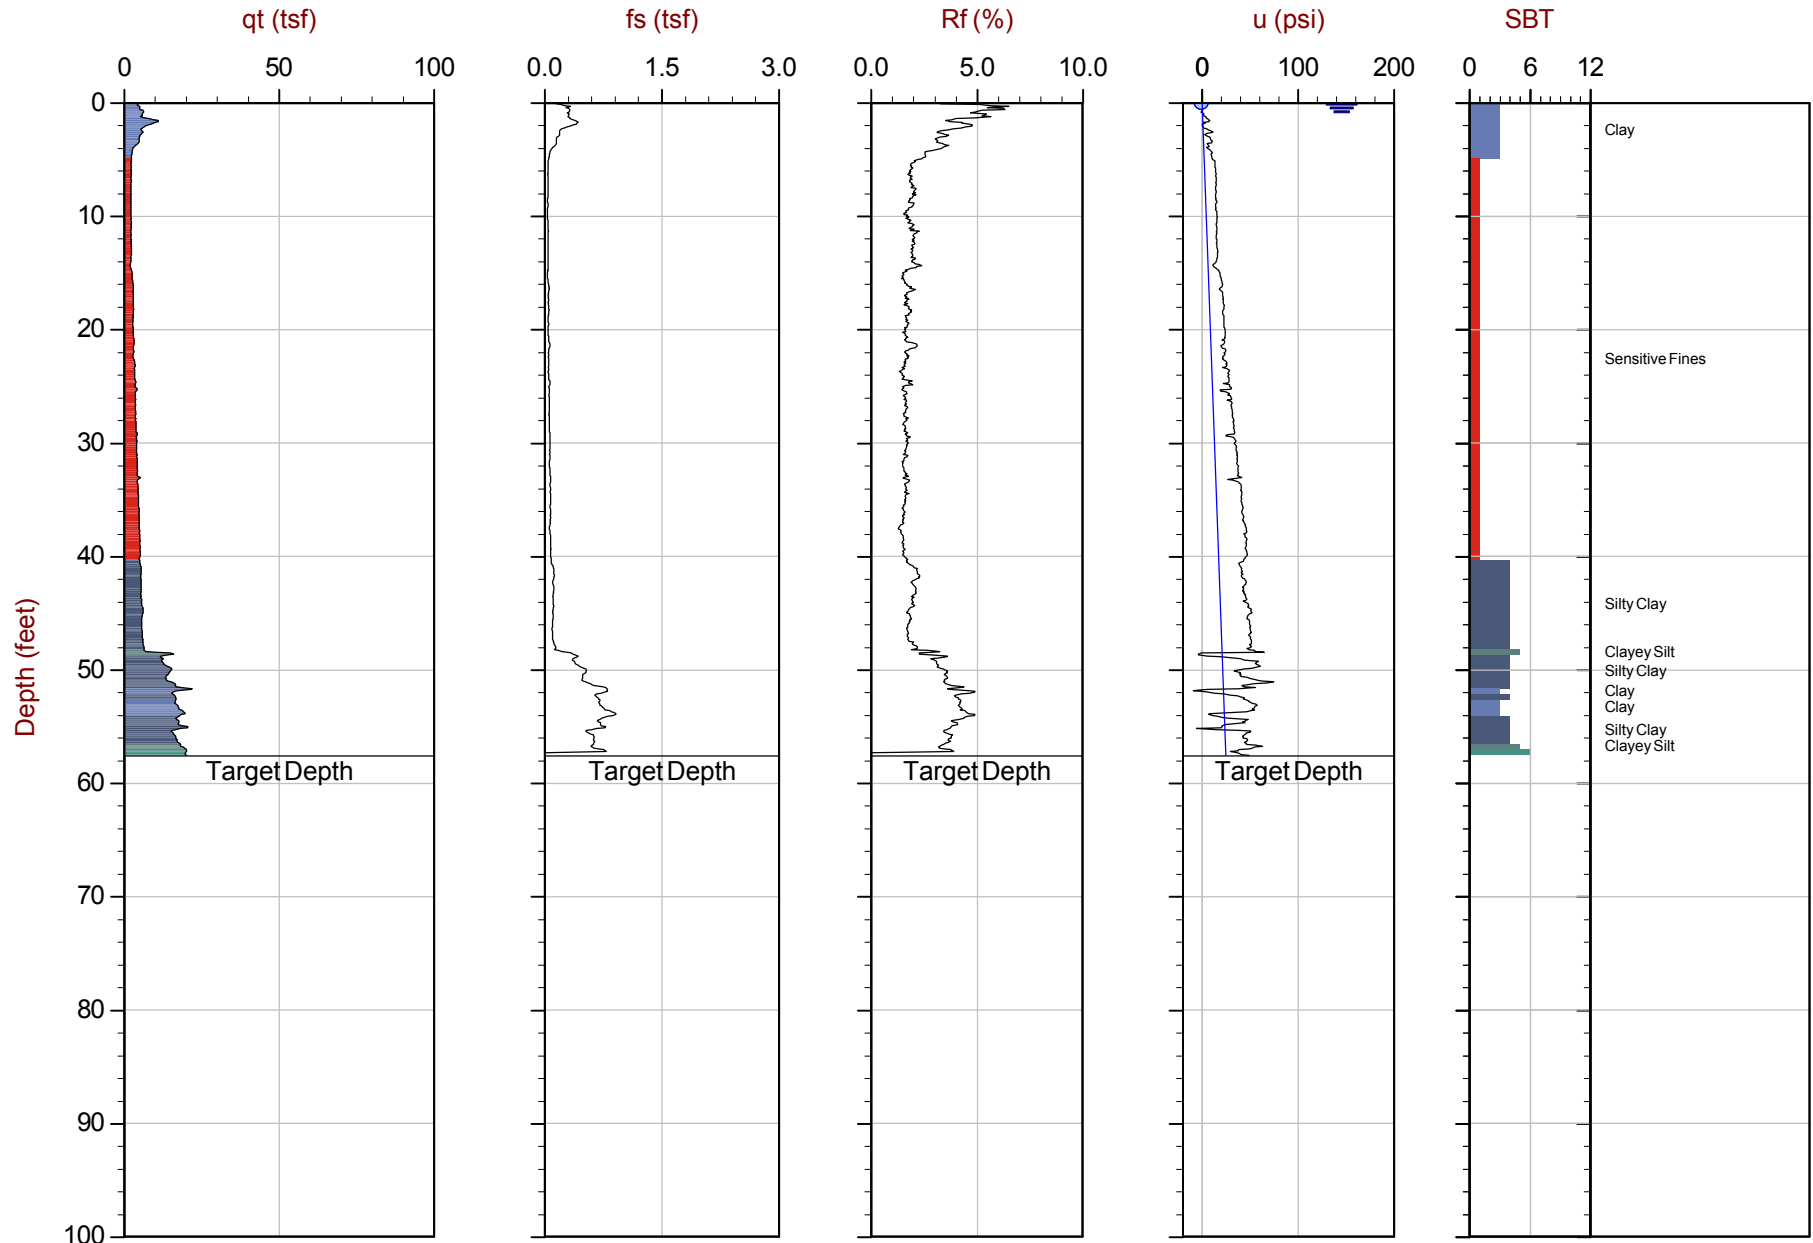 qt (tsf) fs (tsf) Rf (%) u (psi) SBT
0 50 100 0.0 1.5 3.0 0.0 5.0 10.0 0 100 200 0 6 12
0
Clay
10
20
Sensitive Fines
30
40
Silty Clay
Clayey Silt
50
Silty Clay
Clay
Clay
Silty Clay
Clayey Silt
Target Depth Target Depth Target Depth Target Depth
60
70
80
90
100
Depth (feet)